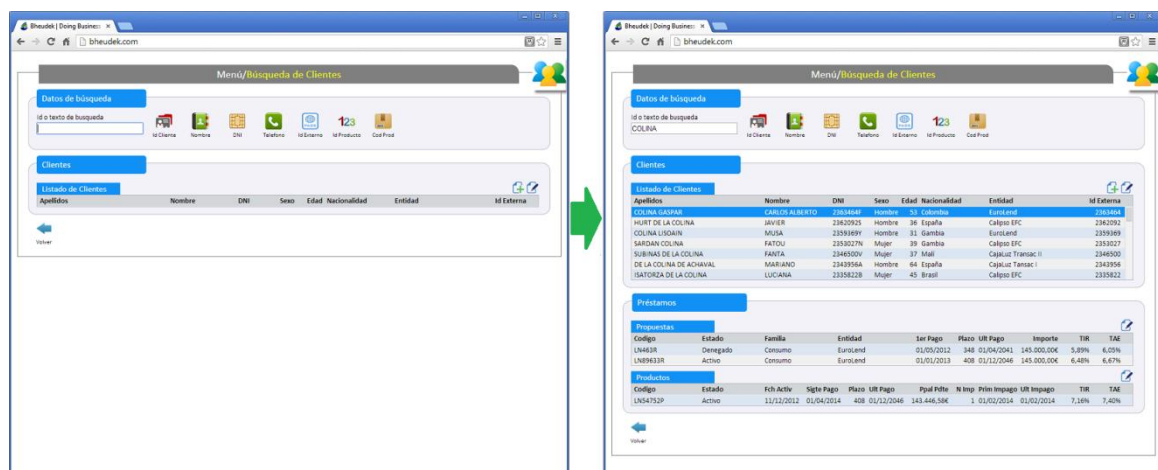 Bheudek | Doing Busines
bheudek.com
Menú/Búsqueda de Clientes
Datos de búsqueda
Id o texto de busqueda
Id Cliente Nombre DNI Telefono Id Externo Id Producto Cod Prod
123
Clientes
Listado de Clientes
Apellidos Nombre DNI Sexo Edad Nacionalidad Entidad Id Externa
Volver
Bheudek | Doing Busines
bheudek.com
Menú/Búsqueda de Clientes
Datos de búsqueda
Id o texto de busqueda
COLINA
123
Id Cliente Nombre DNI Telefono Id Externo Id Producto Cod Prod
Clientes
Listado de Clientes
Apellidos Nombre DNI Sexo Edad Nacionalidad Entidad Id Externa
COLINA GASPAR CARLOS ALBERTO 2363464F Hombre 53 Colombia EuroLend 2363464
HURT DE LA COLINA JAVIER 2362092S Hombre 36 España Calipso EFC 2362092
COLINA LISOAIN MUSA 2359369Y Hombre 31 Gambia EuroLend 2359369
SARDAN COLINA FATOU 2353027N Mujer 39 Gambia Calipso EFC 2353027
SUBINAS DE LA COLINA FANTA 2346500V Mujer 37 Malí CajaLuz Transac II 2346500
DE LA COLINA DE ACHAVAL MARIANO 2343956A Hombre 64 España CajaLuz Tansac I 2343956
ISATORZA DE LA COLINA LUCIANA 2335822B Mujer 45 Brasil Calipso EFC 2335822
Préstamos
Propuestas
Codigo Estado Familia Entidad 1er Pago Plazo Ult Pago Importe TIR TAE
LN463R Denegado Consumo EuroLend 01/05/2012 348 01/04/2041 145.000,00€ 5,89% 6,05%
LN89633R Activo Consumo EuroLend 01/01/2013 408 01/12/2046 145.000,00€ 6,48% 6,67%
Productos
Codigo Estado Fch Activ Sigte Pago Plazo Ult Pago Ppal Pdte N Imp Prim Impago Ult Impago TIR TAE
LN54752P Activo 11/12/2012 01/04/2014 408 01/12/2046 143.446,58€ 1 01/02/2014 01/02/2014 7,16% 7,40%
Volver